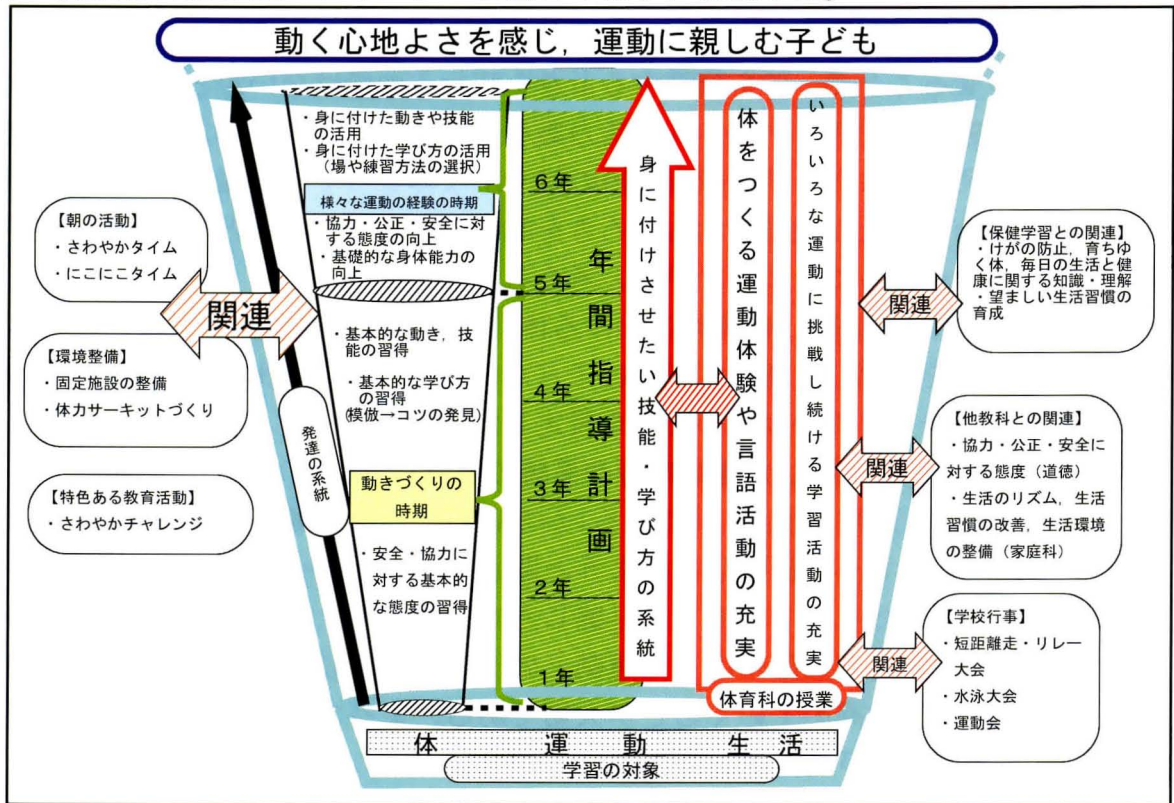 動く心地よさを感じ，運動に親しむ子ども
・身に付けた動きや技能
の活用
・身に付けた学び方の活用
（場や練習方法の選択）
様々な運動の経験の時期
・協力・公正・安全に対
する態度の向上
・基礎的な身体能力の
向上
・基本的な動き，技
能の習得
・基本的な学び方
の習得
（模倣→コツの発見）
動きづくりの
時期
・安全・協力に
対する基本的
な態度の習得
発達の系統
【朝の活動】
・さわやかタイム
・にこにこタイム
関連
【環境整備】
・固定施設の整備
・体力サーキットづくり
【特色ある教育活動】
・さわやかチャレンジ
6年
5年
4年
3年
2年
1年
年間指導計画
身に付けさせたい技能・学び方の系統
体をつくる運動体験や言語活動の充実
いろいろな運動に挑戦し続ける学習活動の充実
体育科の授業
関連
【保健学習との関連】
・けがの防止，育ちゆ
く体，毎日の生活と健
康に関する知識・理解
・望ましい生活習慣の
育成
関連
【他教科との関連】
・協力・公正・安全に
対する態度（道徳）
・生活のリズム，生活
習慣の改善，生活環境
の整備（家庭科）
関連
【学校行事】
・短距離走・リレー
大会
・水泳大会
・運動会
体　運動　生活
学習の対象